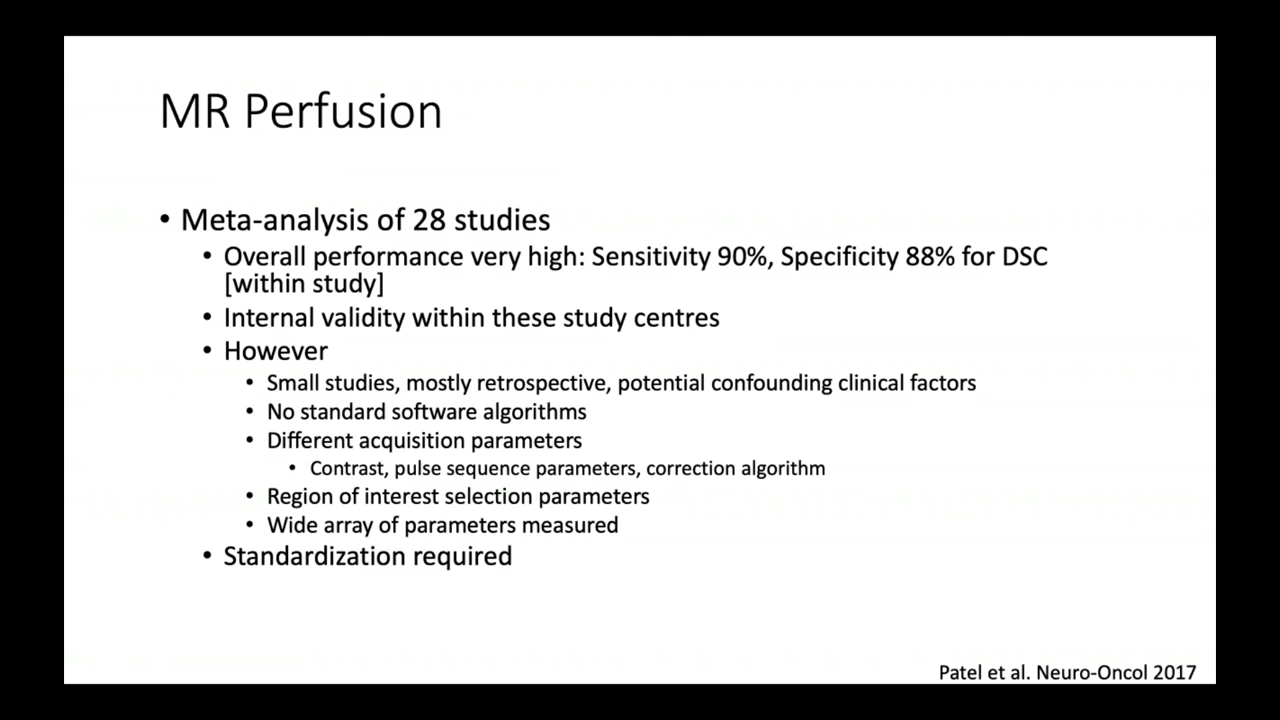 MR Perfusion
• Meta-analysis of 28 studies
• Overall performance very high: Sensitivity 90%, Specificity 88% for DSC
[within study]
• Internal validity within these study centres
• However
• Small studies, mostly retrospective, potential confounding clinical factors
• No standard software algorithms
• Different acquisition parameters
• Contrast, pulse sequence parameters, correction algorithm
• Region of interest selection parameters
• Wide array of parameters measured
• Standardization required
Patel et al. Neuro-Oncol 2017